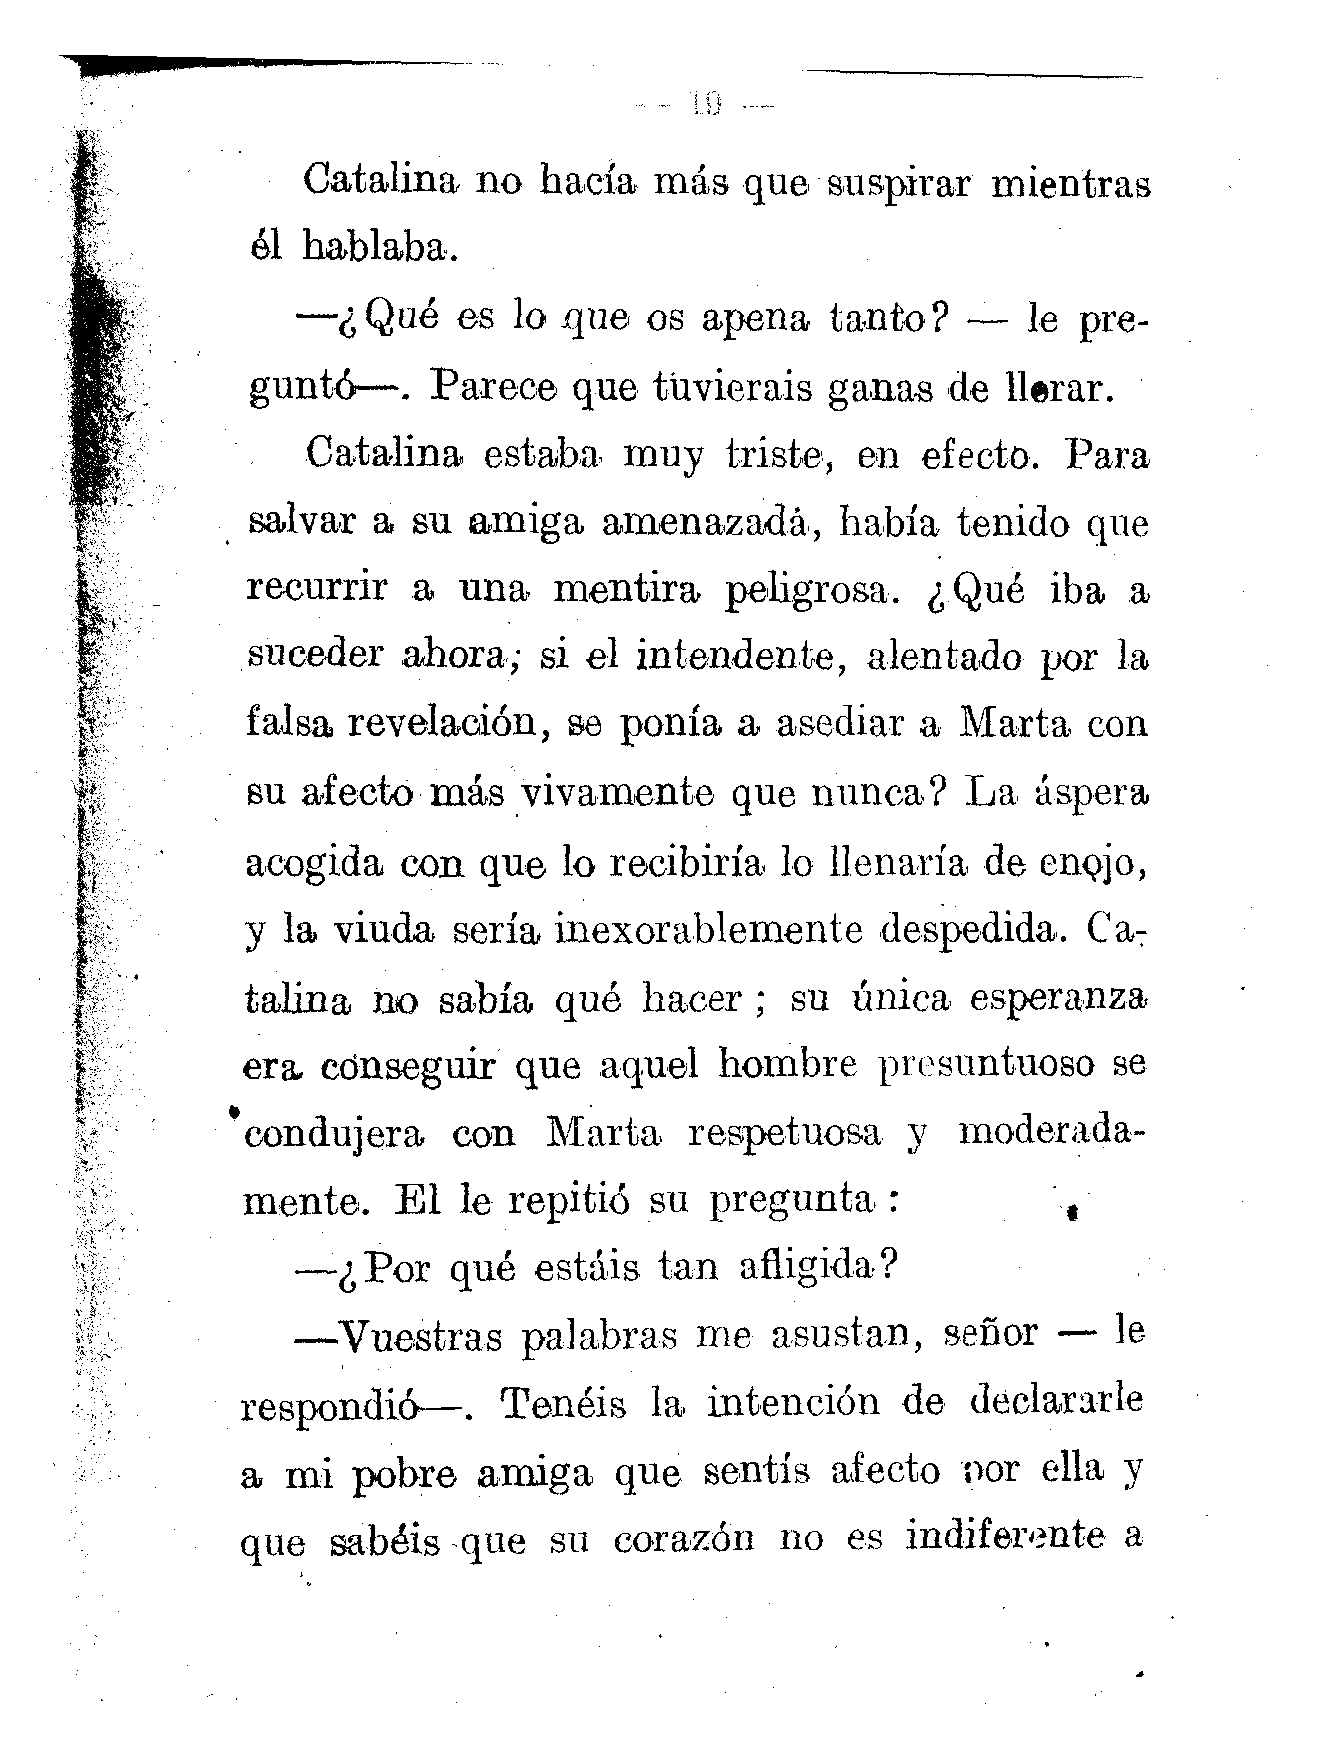 — 10 —
Catalina no hacía más que suspirar mientras
él hablaba.
—¿Qué es lo que os apena tanto? — le pre-
guntó—. Parece que tuvierais ganas de llorar.
Catalina estaba muy triste, en efecto. Para
salvar a su amiga amenazada, había tenido que
recurrir a una mentira peligrosa. ¿Qué iba a
suceder ahora, si el intendente, alentado por la
falsa revelación, se ponía a asediar a Marta con
su afecto más vivamente que nunca? La áspera
acogida con que lo recibiría lo llenaría de enojo,
y la viuda sería inexorablemente despedida. Ca-
talina no sabía qué hacer; su única esperanza
era conseguir que aquel hombre presuntuoso se
condujera con Marta respetuosa y moderada-
mente. El le repitió su pregunta:
—¿Por qué estáis tan afligida?
—Vuestras palabras me asustan, señor — le
respondió—. Tenéis la intención de declararle
a mi pobre amiga que sentís afecto por ella y
que sabéis que su corazón no es indiferente a